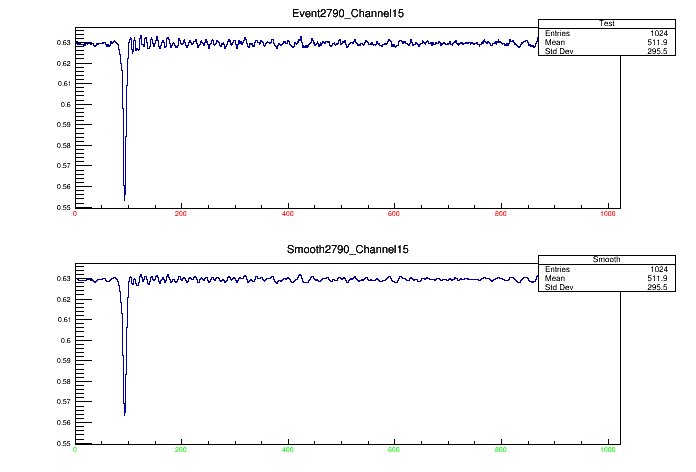 Event2790_Channel15
Test
Entries 1024
Mean 511.9
Std Dev 295.5
0.63
0.62
0.61
0.6
0.59
0.58
0.57
0.56
0.55
0 200 400 600 800 1000
Smooth2790_Channel15
Smooth
Entries 1024
Mean 511.9
Std Dev 295.5
0.63
0.62
0.61
0.6
0.59
0.58
0.57
0.56
0.55
0 200 400 600 800 1000